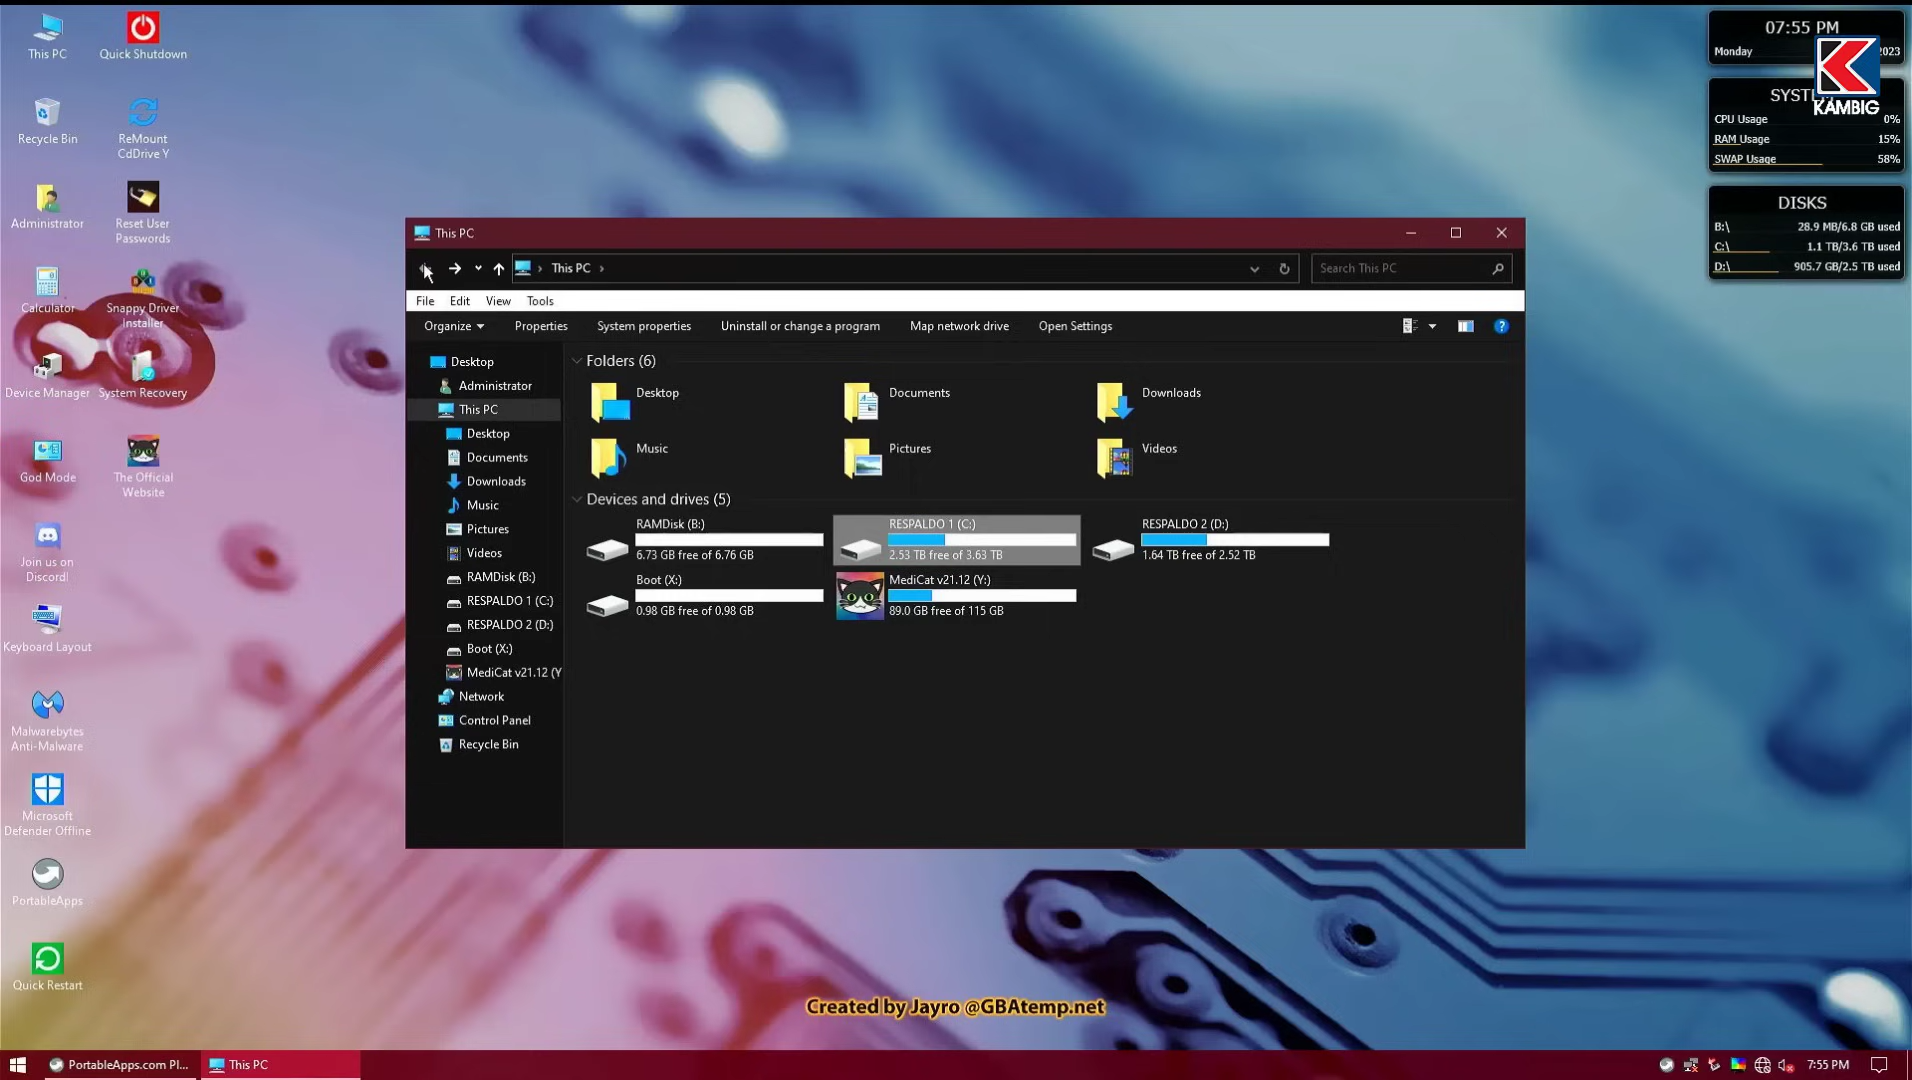 This PC
Quick Shutdown
Recycle Bin
ReMount
CdDrive Y
Administrator
Reset User
Passwords
Calculator
Snappy Driver
Installer
Device Manager
System Recovery
God Mode
The Official
Website
Join us on
Discord!
Keyboard Layout
Malwarebytes
Anti-Malware
Microsoft
Defender Offline
PortableApps
Quick Restart
This PC
This PC
Search This PC
File
Edit
View
Tools
Organize
Properties
System properties
Uninstall or change a program
Map network drive
Open Settings
?
Desktop
Administrator
This PC
Desktop
Documents
Downloads
Music
Pictures
Videos
RAMDisk (B:)
RESPALDO 1 (C:)
RESPALDO 2 (D:)
Boot (X:)
MediCat v21.12 (Y
Network
Control Panel
Recycle Bin
Folders (6)
Desktop
Documents
Downloads
Music
Pictures
Videos
Devices and drives (5)
RAMDisk (B:)
6.73 GB free of 6.76 GB
RESPALDO 1 (C:)
2.53 TB free of 3.63 TB
RESPALDO 2 (D:)
1.64 TB free of 2.52 TB
Boot (X:)
0.98 GB free of 0.98 GB
MediCat v21.12 (Y:)
89.0 GB free of 115 GB
07:55 PM
Monday 2023
KAMBIG
CPU Usage 0%
RAM Usage 15%
SWAP Usage 58%
DISKS
B:\ 28.9 MB/6.8 GB used
C:\ 1.1 TB/3.6 TB used
D:\ 905.7 GB/2.5 TB used
Created by Jayro @GBAtemp.net
PortableApps.com Pl...
This PC
7:55 PM